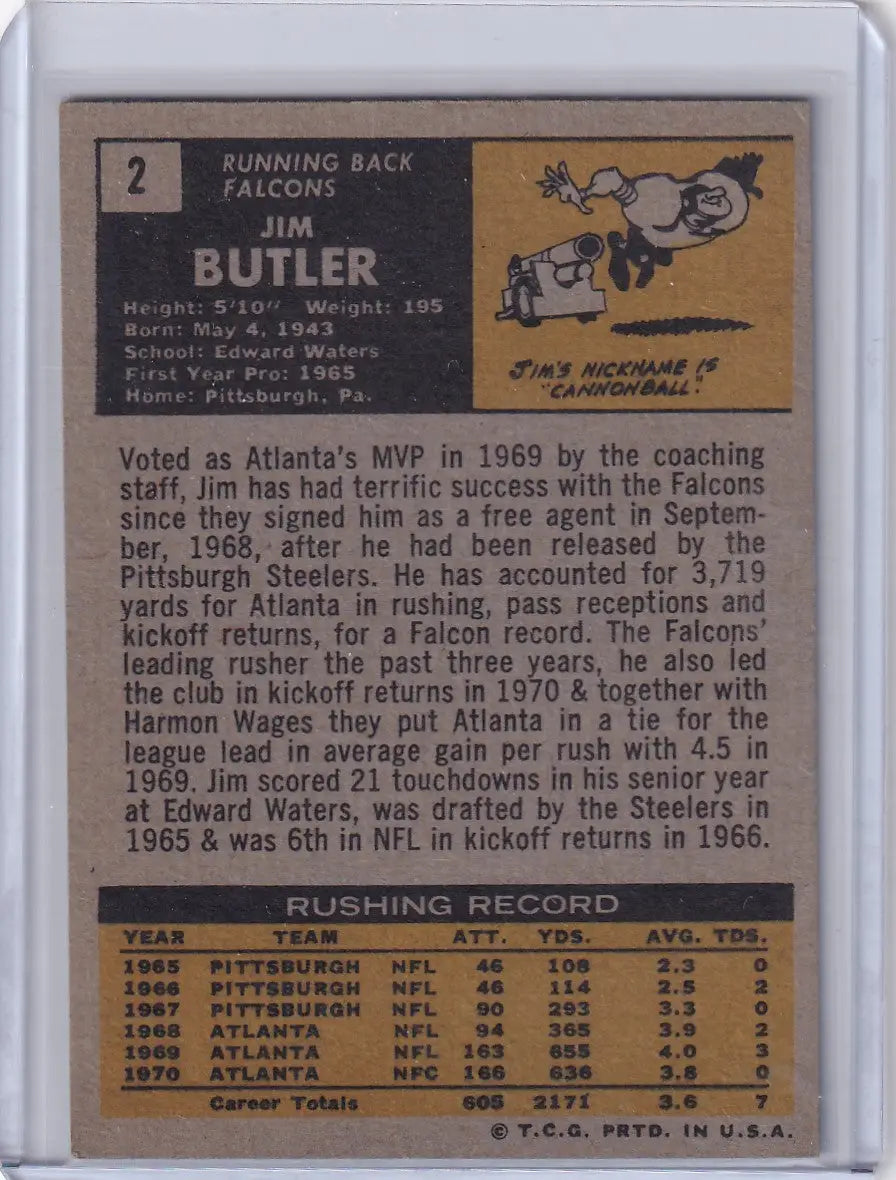 2
RUNNING BACK
FALCONS
JIM
BUTLER
Height: 5'10" Weight: 195
Born: May 4, 1943
School: Edward Waters
First Year Pro: 1965
Home: Pittsburgh, Pa.
JIM'S NICKNAME IS
"CANNONBALL".
Voted as Atlanta's MVP in 1969 by the coaching
staff, Jim has had terrific success with the Falcons
since they signed him as a free agent in Septem-
ber, 1968, after he had been released by the
Pittsburgh Steelers. He has accounted for 3,719
yards for Atlanta in rushing, pass receptions and
kickoff returns, for a Falcon record. The Falcons'
leading rusher the past three years, he also led
the club in kickoff returns in 1970 & together with
Harmon Wages they put Atlanta in a tie for the
league lead in average gain per rush with 4.5 in
1969. Jim scored 21 touchdowns in his senior year
at Edward Waters, was drafted by the Steelers in
1965 & was 6th in NFL in kickoff returns in 1966.
RUSHING RECORD
YEAR TEAM ATT. YDS. AVG. TDS.
1965 PITTSBURGH NFL 46 108 2.3 0
1966 PITTSBURGH NFL 46 114 2.5 2
1967 PITTSBURGH NFL 90 293 3.3 0
1968 ATLANTA NFL 94 365 3.9 2
1969 ATLANTA NFL 163 655 4.0 3
1970 ATLANTA NFC 166 636 3.8 0
Career Totals 605 2171 3.6 7
© T.C.G. PRTD. IN U.S.A.